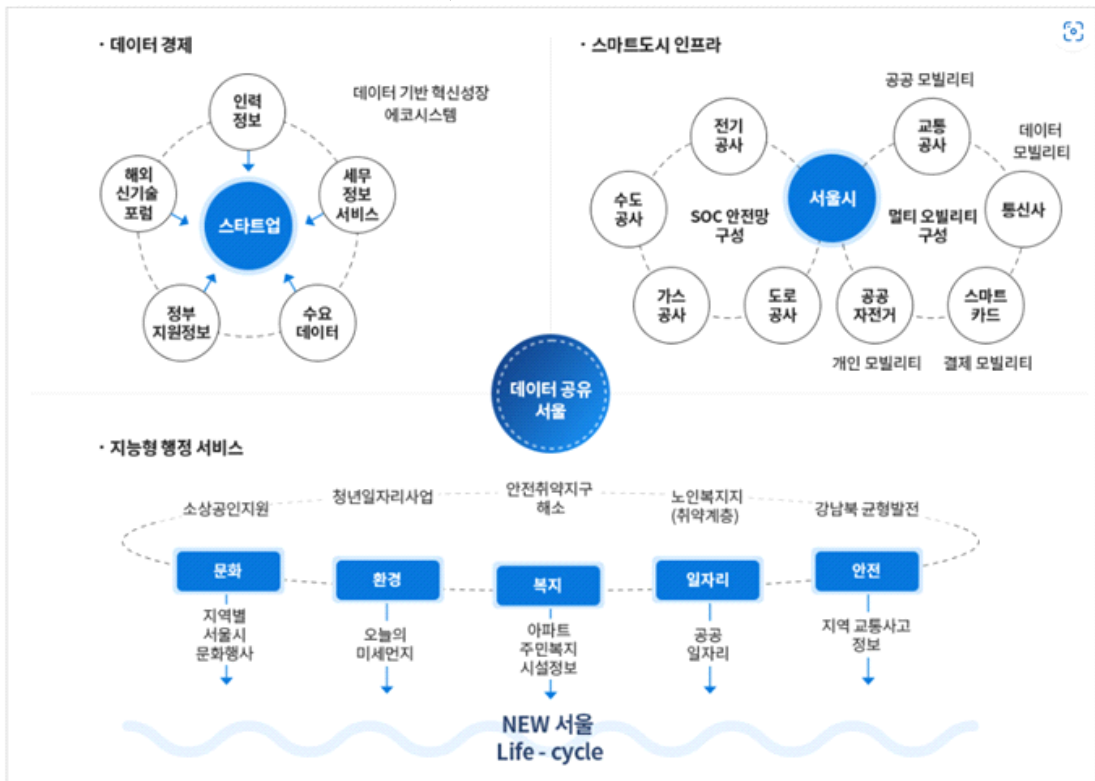 · 데이터 경제
인력
정보
데이터 기반 혁신성장
에코시스템
해외
신기술
포럼
세무
정보
서비스
스타트업
정부
지원정보
수요
데이터
· 스마트도시 인프라
공공 모빌리티
전기
공사
교통
공사
데이터
모빌리티
수도
공사
서울시
통신사
SOC 안전망
구성
멀티 오빌리티
구성
가스
공사
도로
공사
공공
자전거
스마트
카드
개인 모빌리티
결제 모빌리티
데이터 공유
서울
· 지능형 행정 서비스
소상공인지원
청년일자리사업
안전취약지구
해소
노인복지지
(취약계층)
강남북 균형발전
문화
환경
복지
일자리
안전
지역별
서울시
문화행사
오늘의
미세먼지
아파트
주민복지
시설정보
공공
일자리
지역 교통사고
정보
NEW 서울
Life - cycle